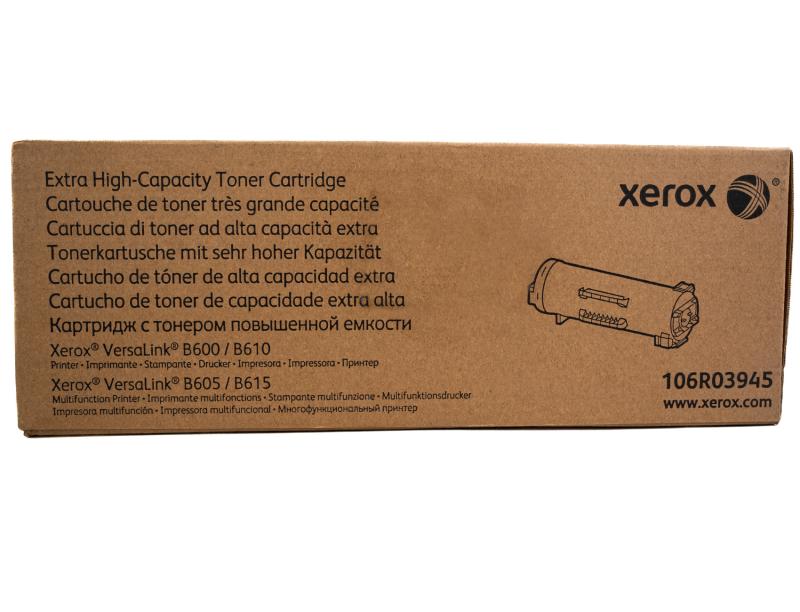 Extra High-Capacity Toner Cartridge
Cartouche de toner très grande capacité
Cartuccia di toner ad alta capacità extra
Tonerkartusche mit sehr hoher Kapazität
Cartucho de tóner de alta capacidad extra
Cartucho de toner de capacidade extra alta
Картридж с тонером повышенной емкости
Xerox® VersaLink® B600 / B610
Printer • Imprimante • Stampante • Drucker • Impresora • Impressora • Принтер
Xerox® VersaLink® B605 / B615
Multifunction Printer • Imprimante multifonctions • Stampante multifunzione • Multifunktionsdrucker
Impresora multifunción • Impressora multifuncional • Многофункциональный принтер
xerox ®
106R03945
www.xerox.com